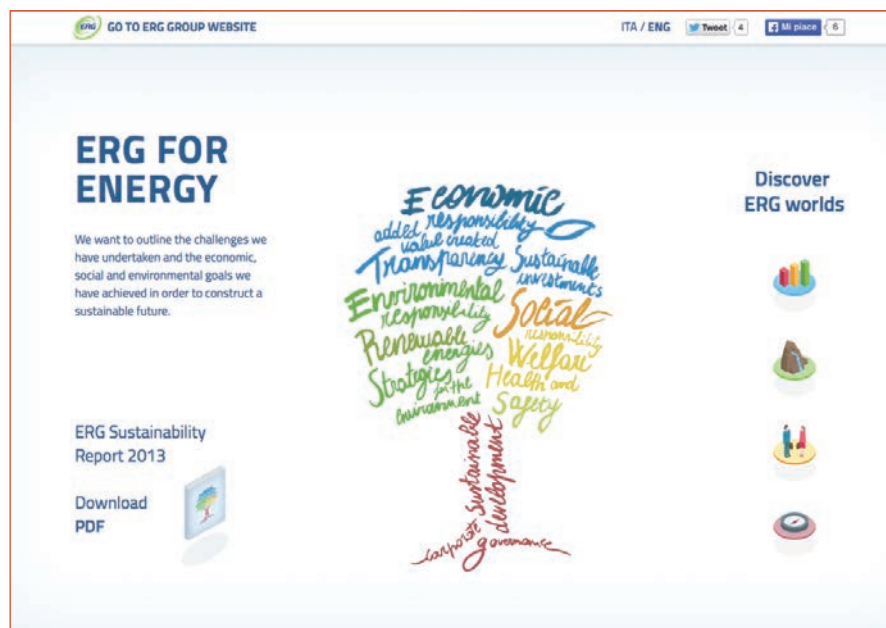 ERG GO TO ERG GROUP WEBSITE
ITA / ENG Tweet 4 Mi piace 6
ERG FOR
ENERGY
We want to outline the challenges we
have undertaken and the economic,
social and environmental goals we
have achieved in order to construct a
sustainable future.
ERG Sustainability
Report 2013
Download
PDF
Economic
responsibility
added
value created
Transparency
Sustainable
investments
Environmental
responsibility
Social
responsibility
Renewable
energies
Welfare
Strategies
for the
environment
Health and
Safety
Sustainable
development
corporate
governance
Discover
ERG worlds